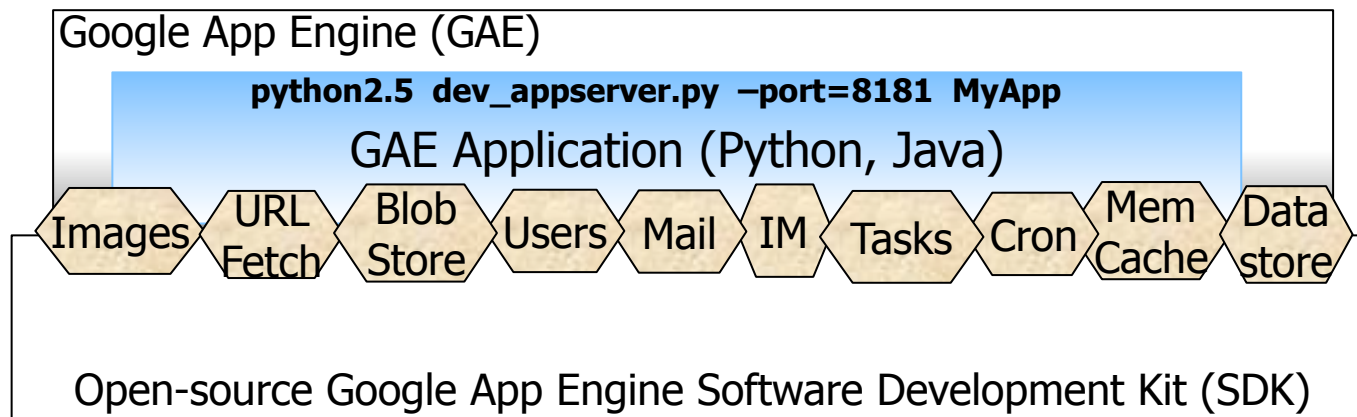 Google App Engine (GAE)
python2.5 dev_appserver.py –port=8181 MyApp
GAE Application (Python, Java)
Images
URL
Fetch
Blob
Store
Users
Mail
IM
Tasks
Cron
Mem
Cache
Data
store
Open-source Google App Engine Software Development Kit (SDK)